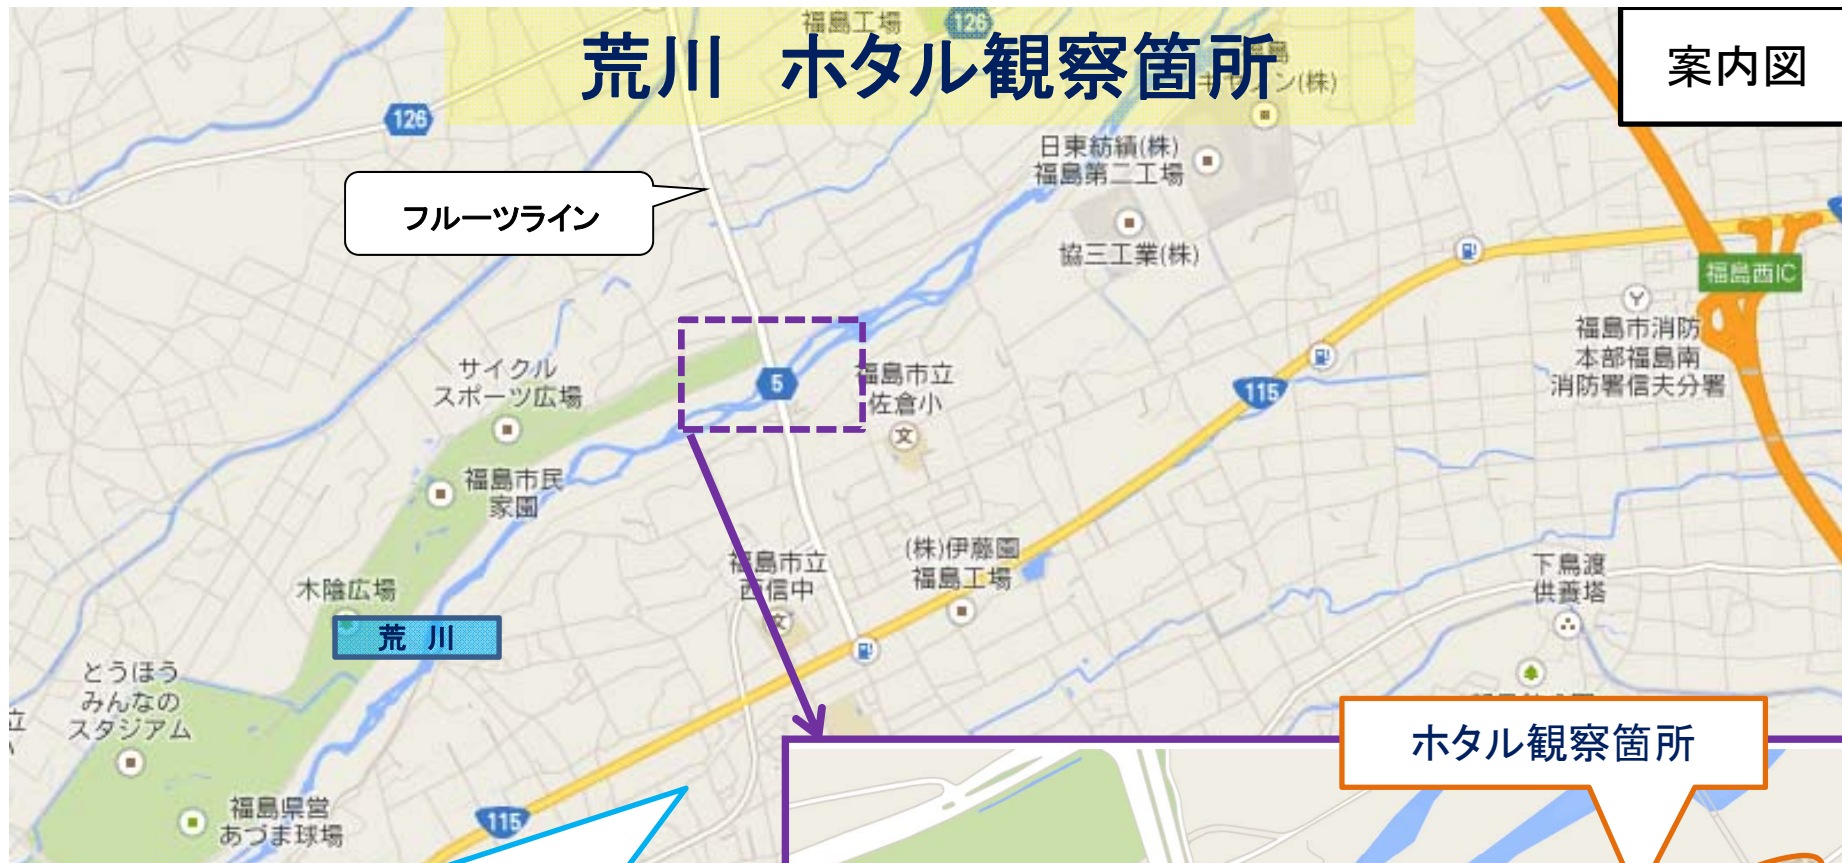 福島工場
126
荒川　ホタル観察箇所
案内図
(株)
126
日東紡績(株)
福島第二工場
フルーツライン
協三工業(株)
福島西IC
福島市消防
本部福島南
消防署信夫分署
サイクル
スポーツ広場
5
福島市立
佐倉小
文
115
福島市民
家園
福島市立
西信中
文
(株)伊藤園
福島工場
下鳥渡
供養塔
木陰広場
荒 川
とうほう
みんなの
スタジアム
立
ホタル観察箇所
福島県営
あづま球場
115